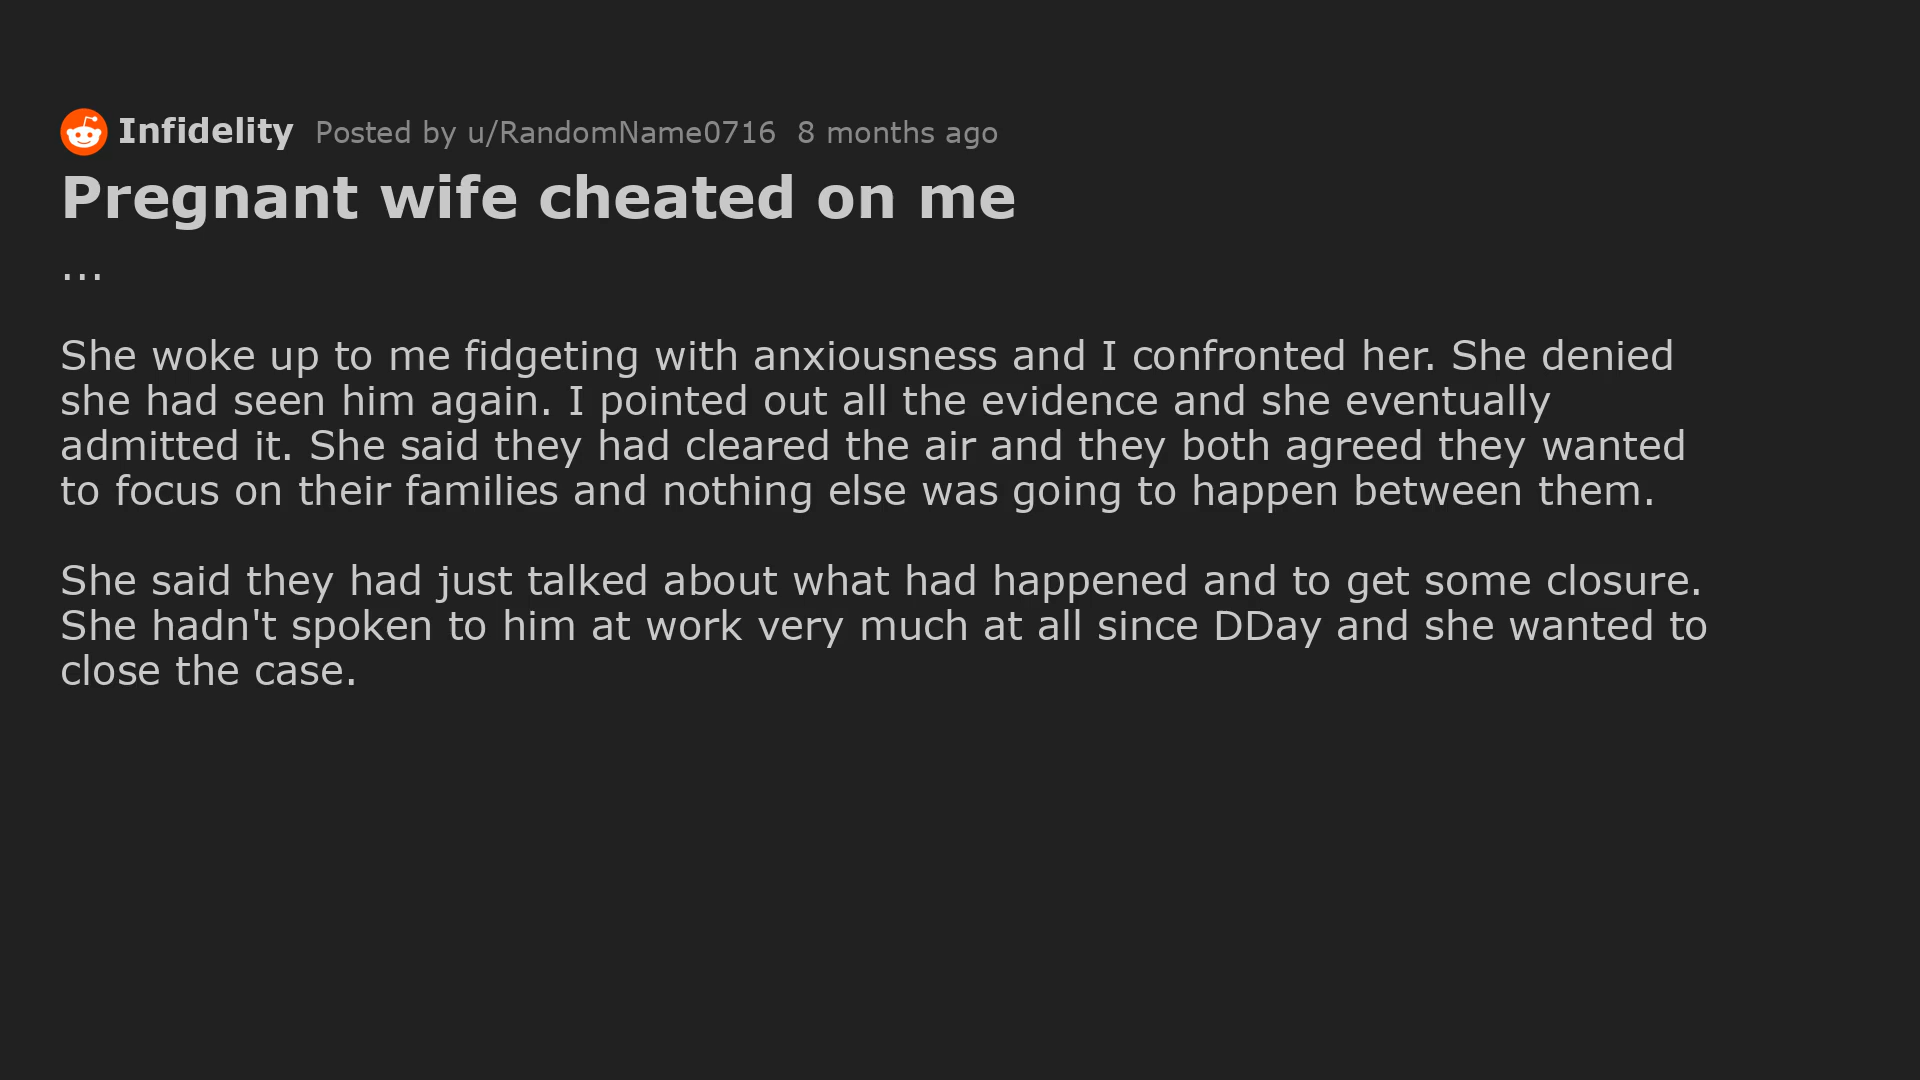 Infidelity Posted by u/RandomName0716 8 months ago
Pregnant wife cheated on me
...
She woke up to me fidgeting with anxiousness and I confronted her. She denied
she had seen him again. I pointed out all the evidence and she eventually
admitted it. She said they had cleared the air and they both agreed they wanted
to focus on their families and nothing else was going to happen between them.
She said they had just talked about what had happened and to get some closure.
She hadn't spoken to him at work very much at all since DDay and she wanted to
close the case.